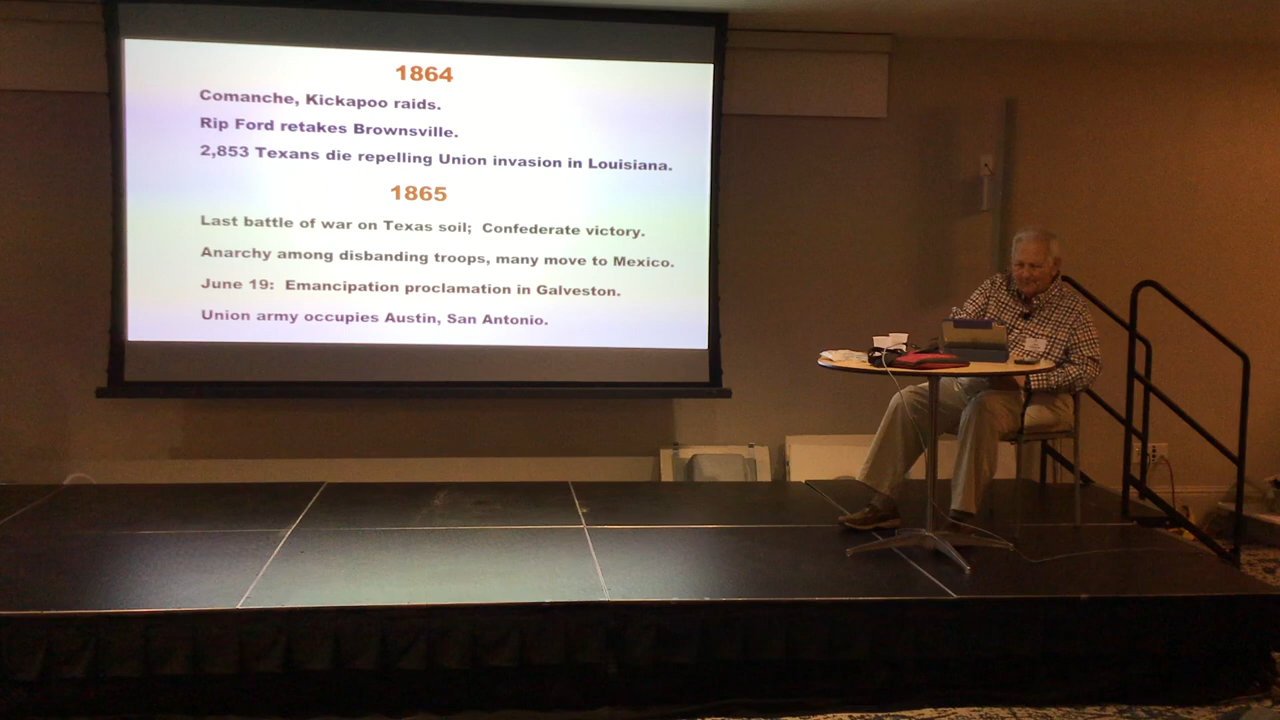 1864
Comanche, Kickapoo raids.
Rip Ford retakes Brownsville.
2,853 Texans die repelling Union invasion in Louisiana.
1865
Last battle of war on Texas soil; Confederate victory.
Anarchy among disbanding troops, many move to Mexico.
June 19: Emancipation proclamation in Galveston.
Union army occupies Austin, San Antonio.